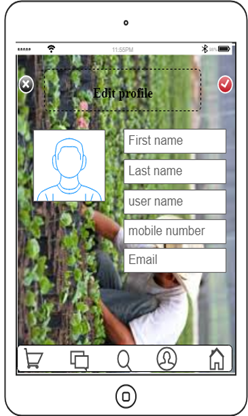 11:55PM
Edit profile
First name
Last name
user name
mobile number
Email